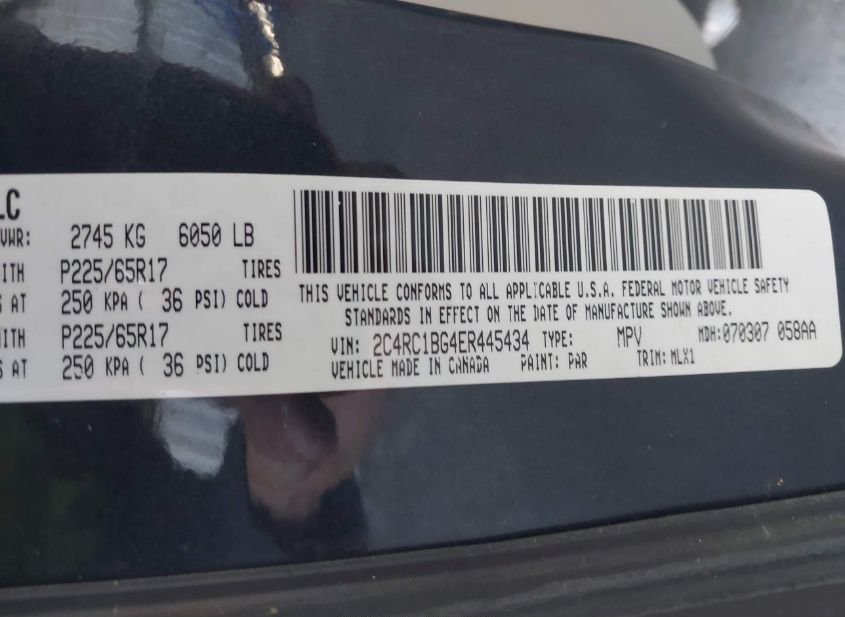 LC
VWR: 2745 KG 6050 LB
ITH P225/65R17 TIRES
S AT 250 KPA ( 36 PSI) COLD
ITH P225/65R17 TIRES
S AT 250 KPA ( 36 PSI) COLD
THIS VEHICLE CONFORMS TO ALL APPLICABLE U.S.A. FEDERAL MOTOR VEHICLE SAFETY
STANDARDS IN EFFECT ON THE DATE OF MANUFACTURE SHOWN ABOVE.
VIN: 2C4RC1BG4ER445434 TYPE: MPV MDH:070307 058AA
VEHICLE MADE IN CANADA PAINT: PAR TRIM: MLX1